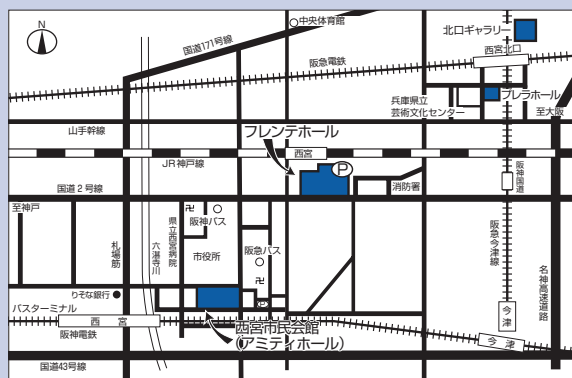 N
中央体育館
北口ギャラリー
国道171号線
西宮北口
阪急電鉄
兵庫県立
芸術文化センター
プレラホール
至大阪
山手幹線
フレンテホール
西宮
P
JR神戸線
阪神国道
国道2号線
消防署
至神戸
卍
阪神バス
札場筋
六湛寺川
県立西宮病院
市役所
阪急バス
卍
阪急今津線
名神高速道路
りそな銀行
バスターミナル
P
西宮
阪神電鉄
西宮市民会館
(アミティホール)
今津
今津
国道43号線